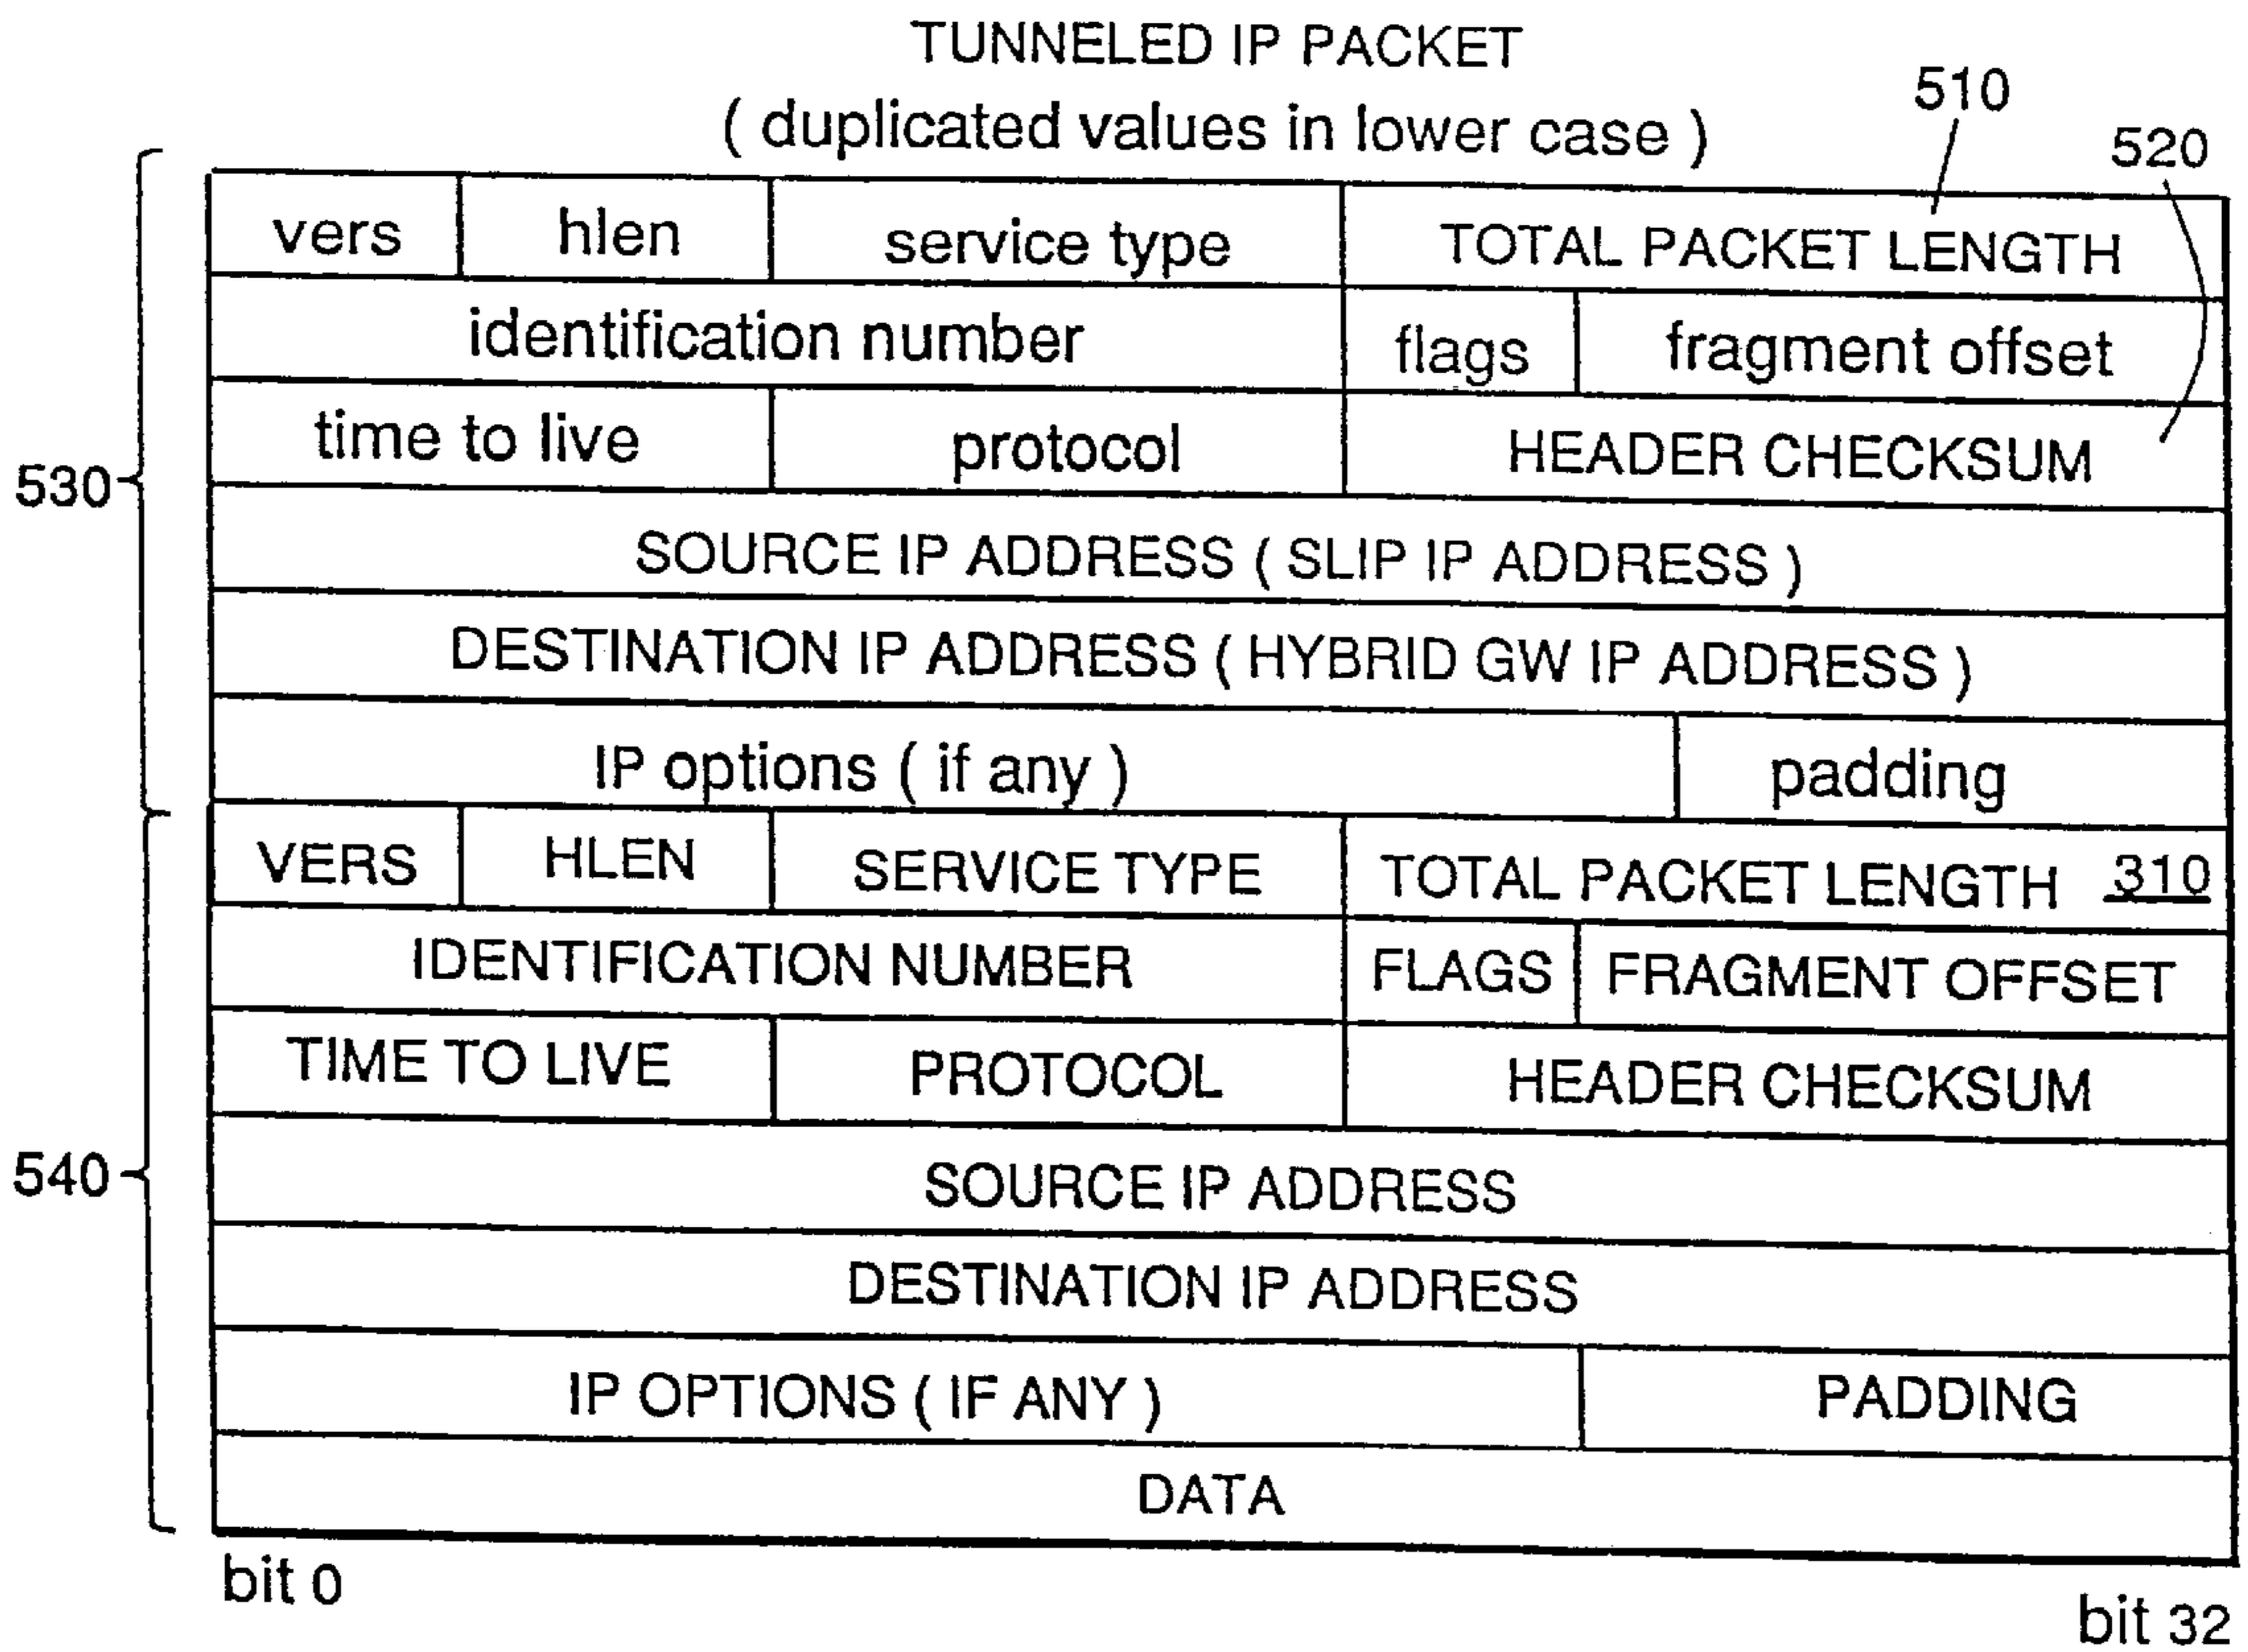 TUNNELED IP PACKET
( duplicated values in lower case )
510
520
vers hlen service type TOTAL PACKET LENGTH
identification number flags fragment offset
time to live protocol HEADER CHECKSUM
530
SOURCE IP ADDRESS ( SLIP IP ADDRESS )
DESTINATION IP ADDRESS ( HYBRID GW IP ADDRESS )
IP options ( if any ) padding
VERS HLEN SERVICE TYPE TOTAL PACKET LENGTH 310
IDENTIFICATION NUMBER FLAGS FRAGMENT OFFSET
TIME TO LIVE PROTOCOL HEADER CHECKSUM
540
SOURCE IP ADDRESS
DESTINATION IP ADDRESS
IP OPTIONS ( IF ANY ) PADDING
DATA
bit 0
bit 32